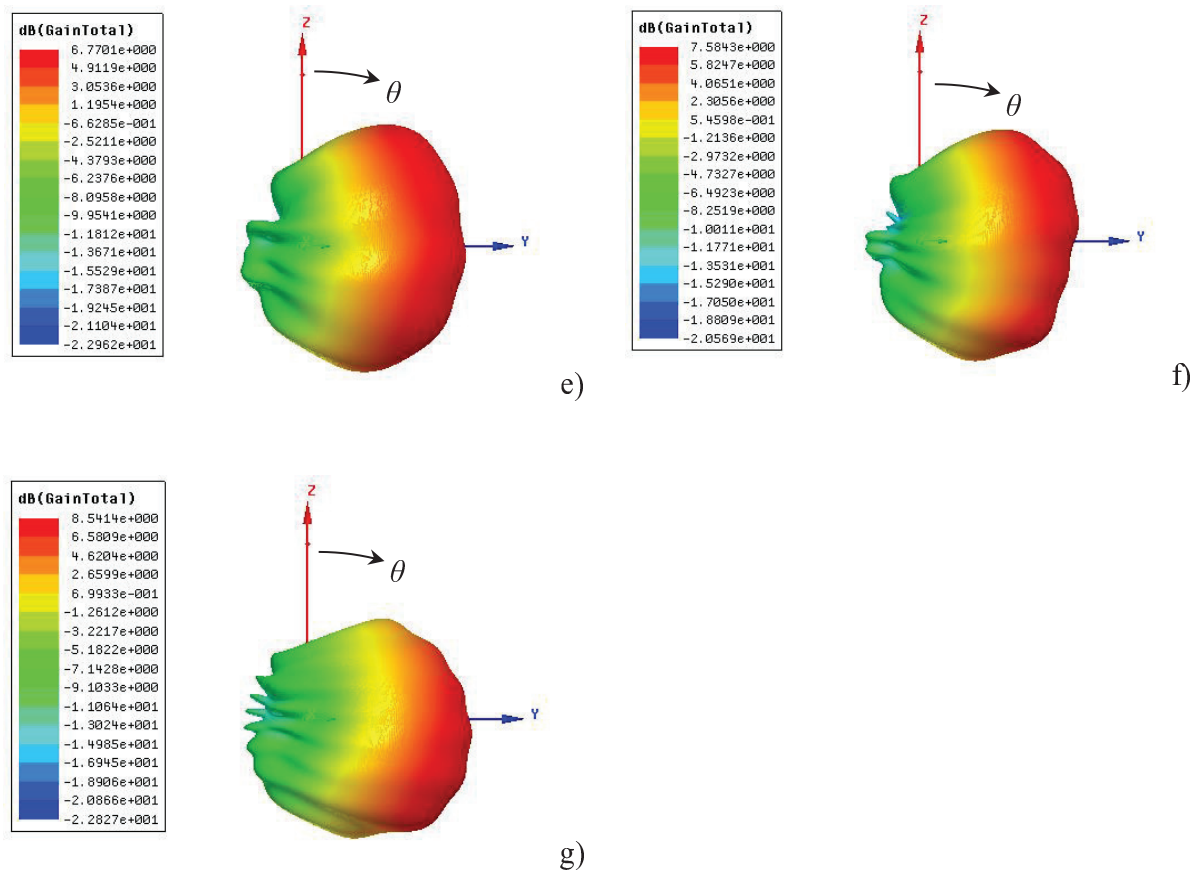 dB(GainTotal)
6.7701e+000
4.9119e+000
3.0536e+000
1.1954e+000
-6.6285e-001
-2.5211e+000
-4.3793e+000
-6.2376e+000
-8.0958e+000
-9.9541e+000
-1.1812e+001
-1.3671e+001
-1.5529e+001
-1.7387e+001
-1.9245e+001
-2.1104e+001
-2.2962e+001
Z
θ
Y
e)
dB(GainTotal)
7.5843e+000
5.8247e+000
4.0651e+000
2.3056e+000
5.4598e-001
-1.2136e+000
-2.9732e+000
-4.7327e+000
-6.4923e+000
-8.2519e+000
-1.0011e+001
-1.1771e+001
-1.3531e+001
-1.5290e+001
-1.7050e+001
-1.8809e+001
-2.0569e+001
Z
θ
Y
f)
dB(GainTotal)
8.5414e+000
6.5809e+000
4.6204e+000
2.6599e+000
6.9933e-001
-1.2612e+000
-3.2217e+000
-5.1822e+000
-7.1428e+000
-9.1033e+000
-1.1064e+001
-1.3024e+001
-1.4985e+001
-1.6945e+001
-1.8906e+001
-2.0866e+001
-2.2827e+001
Z
θ
Y
g)